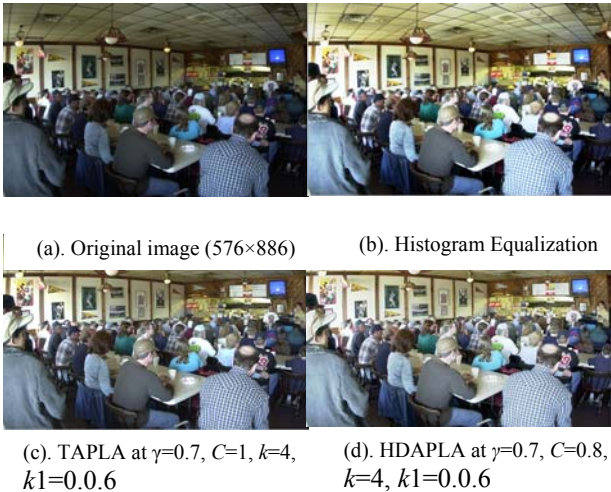 (a). Original image (576×886)
(b). Histogram Equalization
(c). TAPLA at γ=0.7, C=1, k=4,
k1=0.0.6
(d). HDAPLA at γ=0.7, C=0.8,
k=4, k1=0.0.6